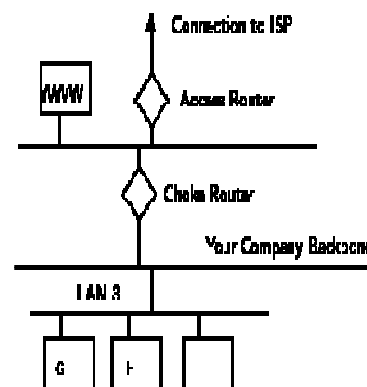 Connection to ISP
WWW
Access Router
Choke Router
Your Company Backbone
LAN 3
G